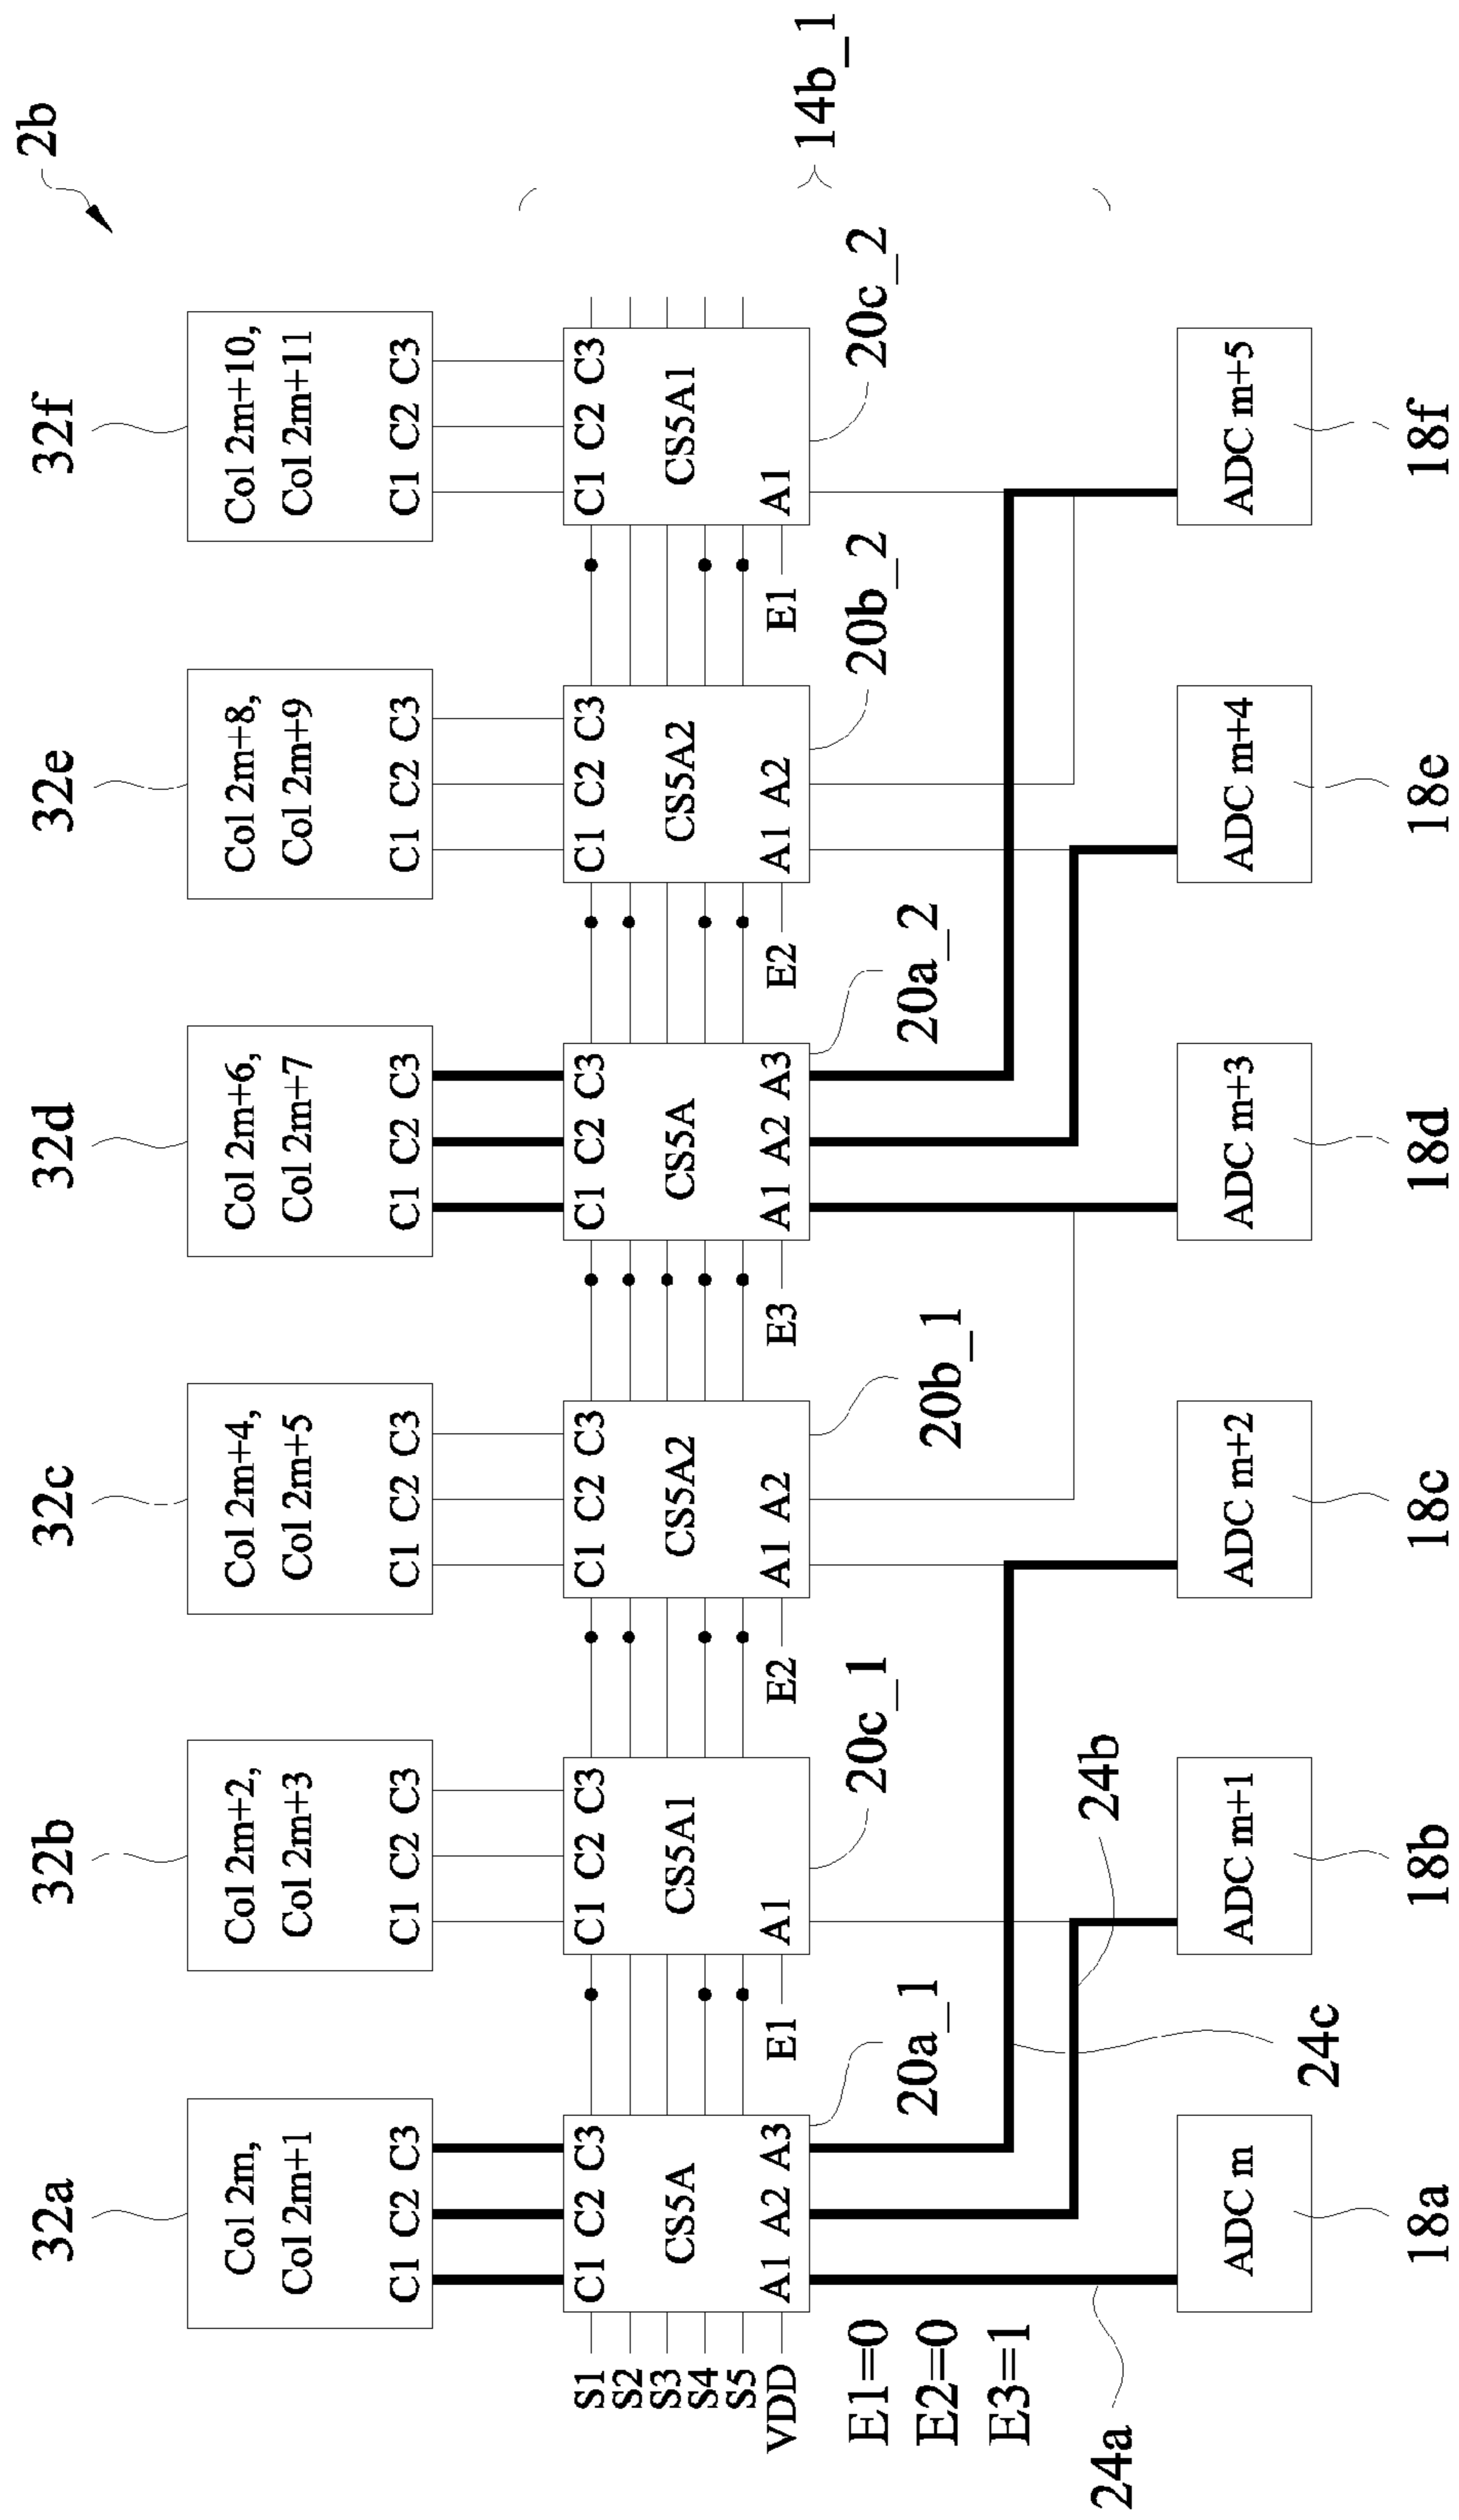 2b
32a
32b
32c
32d
32e
32f
Col 2m,
Col 2m+1
C1 C2 C3
Col 2m+2,
Col 2m+3
C1 C2 C3
Col 2m+4,
Col 2m+5
C1 C2 C3
Col 2m+6,
Col 2m+7
C1 C2 C3
Col 2m+8,
Col 2m+9
C1 C2 C3
Col 2m+10,
Col 2m+11
C1 C2 C3
S1
S2
S3
S4
S5
VDD
C1 C2 C3
CS5A
A1 A2 A3
E1
C1 C2 C3
CS5A1
A1
E2
C1 C2 C3
CS5A2
A1 A2
E3
C1 C2 C3
CS5A
A1 A2 A3
E2
C1 C2 C3
CS5A2
A1 A2
E1
C1 C2 C3
CS5A1
A1
14b_1
E1=0
E2=0
E3=1
20a_1
20c_1
20b_1
20a_2
20b_2
20c_2
24a
24b
24c
ADC m
ADC m+1
ADC m+2
ADC m+3
ADC m+4
ADC m+5
18a
18b
18c
18d
18e
18f